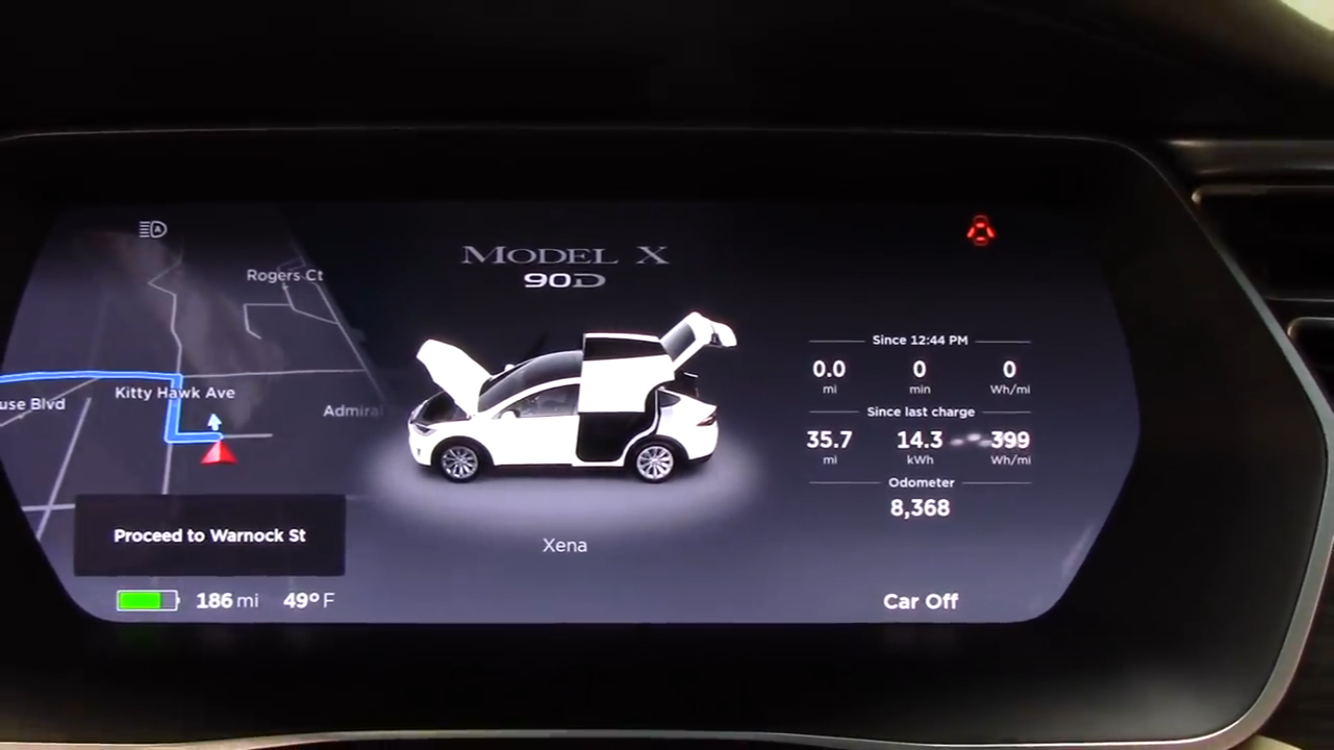 Rogers Ct
Kitty Hawk Ave
use Blvd
Admiral
Proceed to Warnock St
186 mi 49° F
MODEL X
90D
Xena
Since 12:44 PM
0.0 0 0
mi min Wh/mi
Since last charge
35.7 14.3 399
mi kWh Wh/mi
Odometer
8,368
Car Off